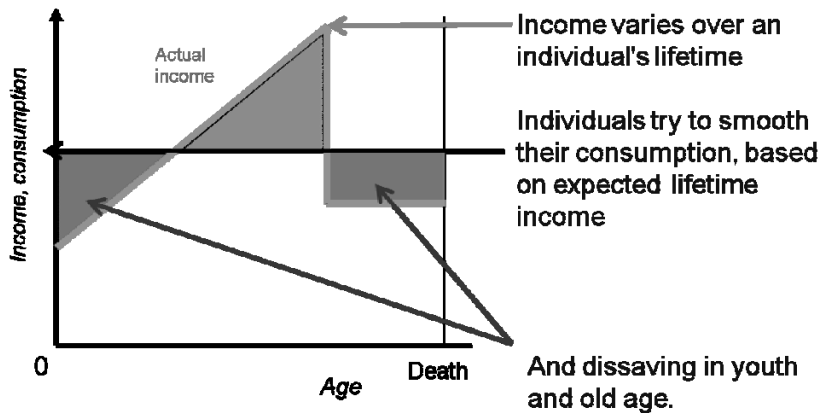 Income varies over an
individual's lifetime
Actual
income
Individuals try to smooth
their consumption, based
on expected lifetime
income
Income, consumption
0
Age
Death
And dissaving in youth
and old age.